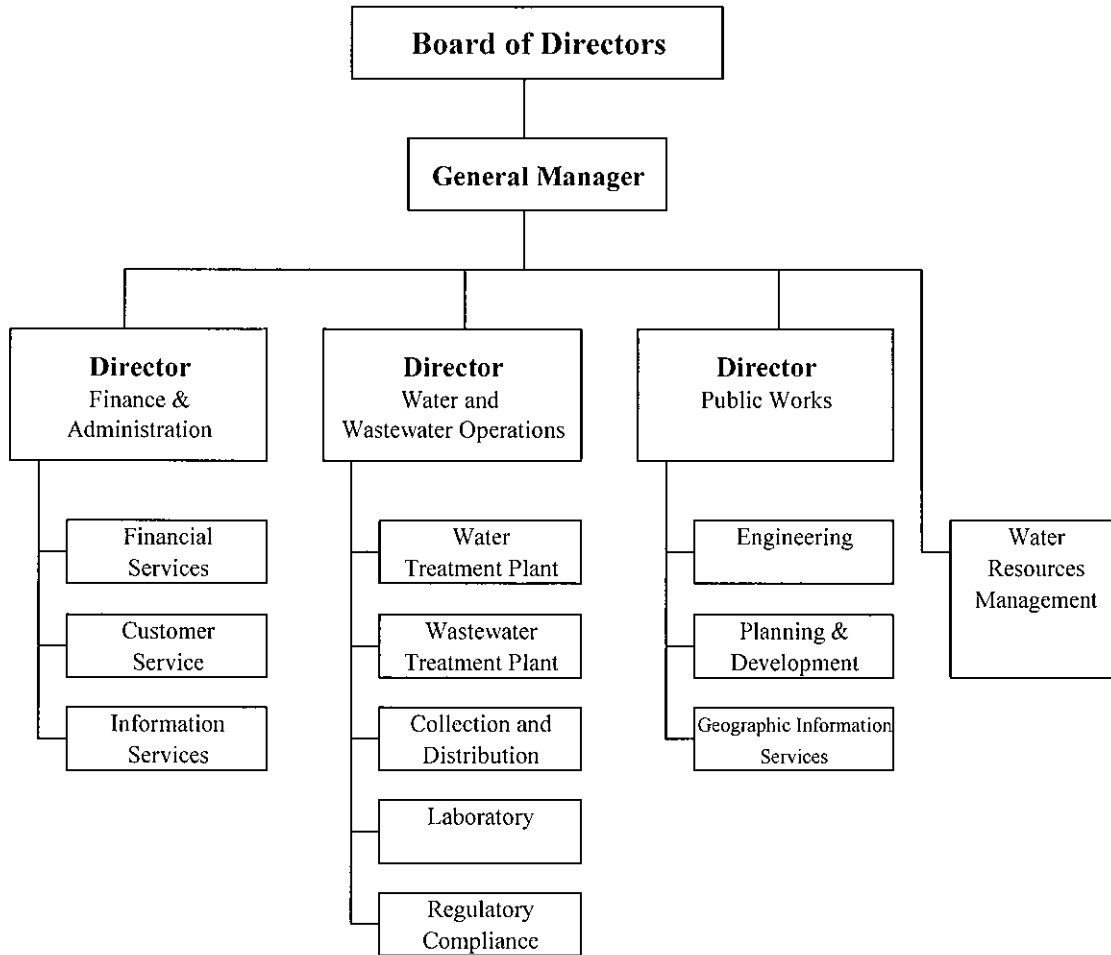 Board of Directors
General Manager
Director
Finance &
Administration
Director
Water and
Wastewater Operations
Director
Public Works
Financial
Services
Customer
Service
Information
Services
Water
Treatment Plant
Wastewater
Treatment Plant
Collection and
Distribution
Laboratory
Regulatory
Compliance
Engineering
Planning &
Development
Geographic Information
Services
Water
Resources
Management